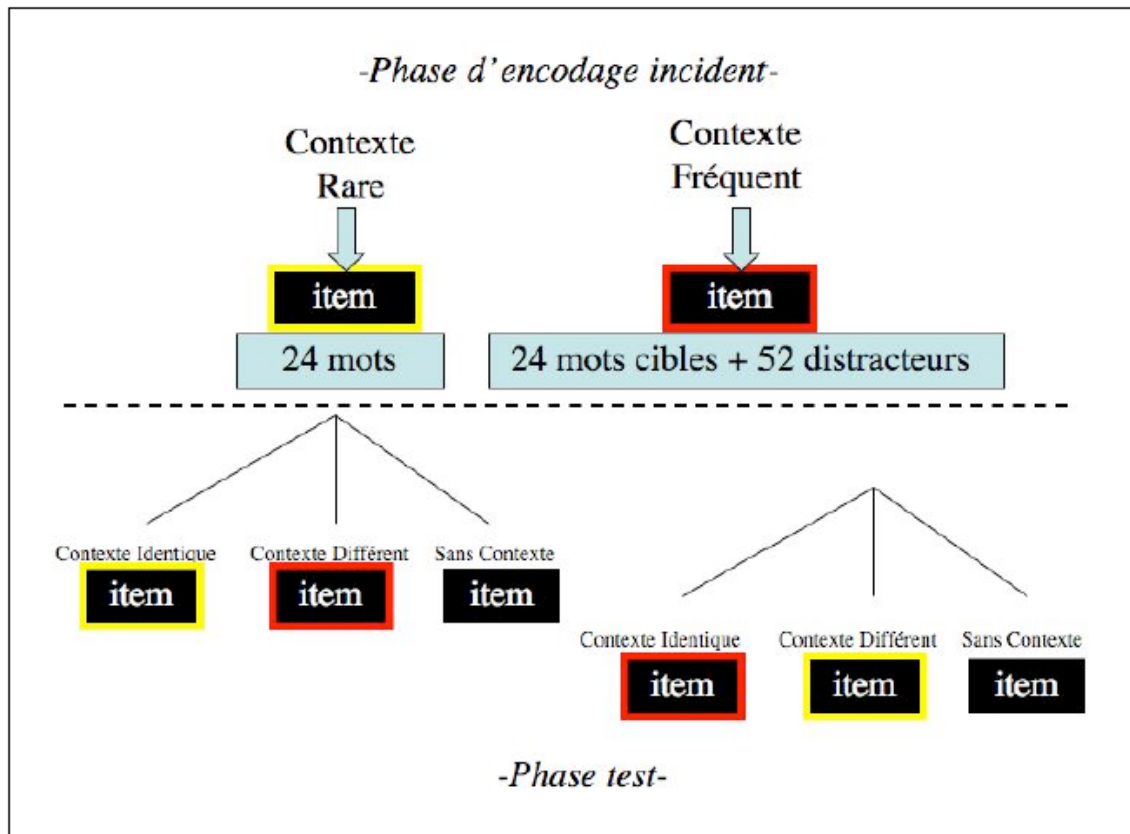 -Phase d'encodage incident-
Contexte
Rare
Contexte
Fréquent
item
item
24 mots
24 mots cibles + 52 distracteurs
Contexte Identique
Contexte Différent
Sans Contexte
item
item
item
Contexte Identique
Contexte Différent
Sans Contexte
item
item
item
-Phase test-